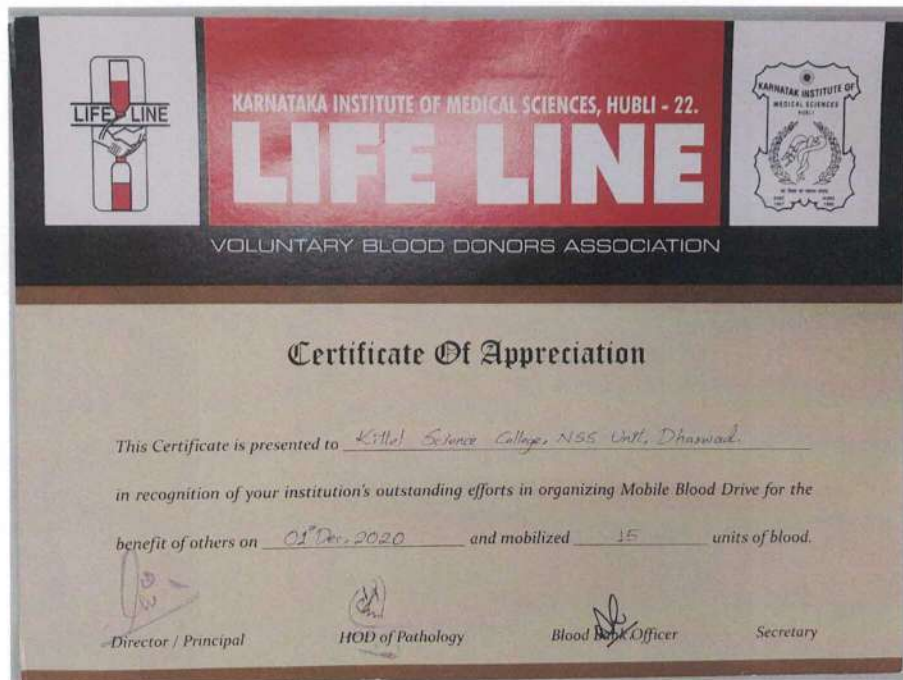 LIFE LINE
KARNATAKA INSTITUTE OF MEDICAL SCIENCES, HUBLI - 22.
LIFE LINE
KARNATAK INSTITUTE OF
MEDICAL SCIENCES
HUBLI
VOLUNTARY BLOOD DONORS ASSOCIATION
Certificate Of Appreciation
This Certificate is presented to Kittel Science College, NSS Unit, Dharwad.
in recognition of your institution's outstanding efforts in organizing Mobile Blood Drive for the
benefit of others on 01st Dec. 2020 and mobilized 15 units of blood.
Director / Principal HOD of Pathology Blood Bank Officer Secretary